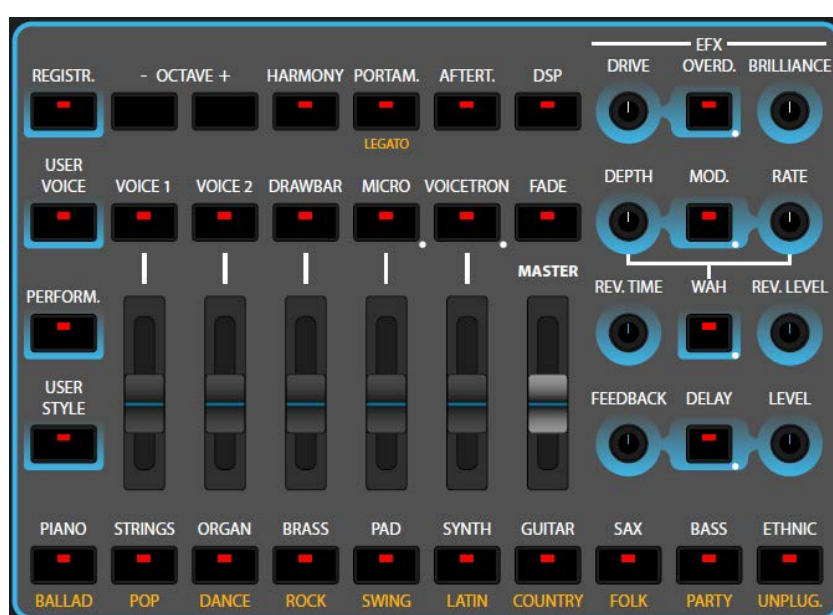 EFX
REGISTR. - OCTAVE + HARMONY PORTAM. AFTERT. DSP DRIVE OVERD. BRILLIANCE
LEGATO
USER
VOICE VOICE 1 VOICE 2 DRAWBAR MICRO VOICETRON FADE DEPTH MOD. RATE
MASTER
PERFORM. REV. TIME WAH REV. LEVEL
USER
STYLE FEEDBACK DELAY LEVEL
PIANO STRINGS ORGAN BRASS PAD SYNTH GUITAR SAX BASS ETHNIC
BALLAD POP DANCE ROCK SWING LATIN COUNTRY FOLK PARTY UNPLUG.